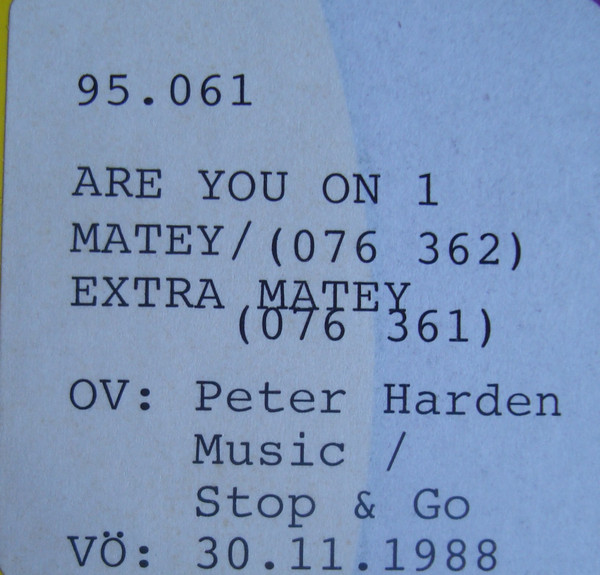 95.061
ARE YOU ON 1
MATEY/(076 362)
EXTRA MATEY
(076 361)
OV: Peter Harden
Music /
Stop & Go
VÖ: 30.11.1988